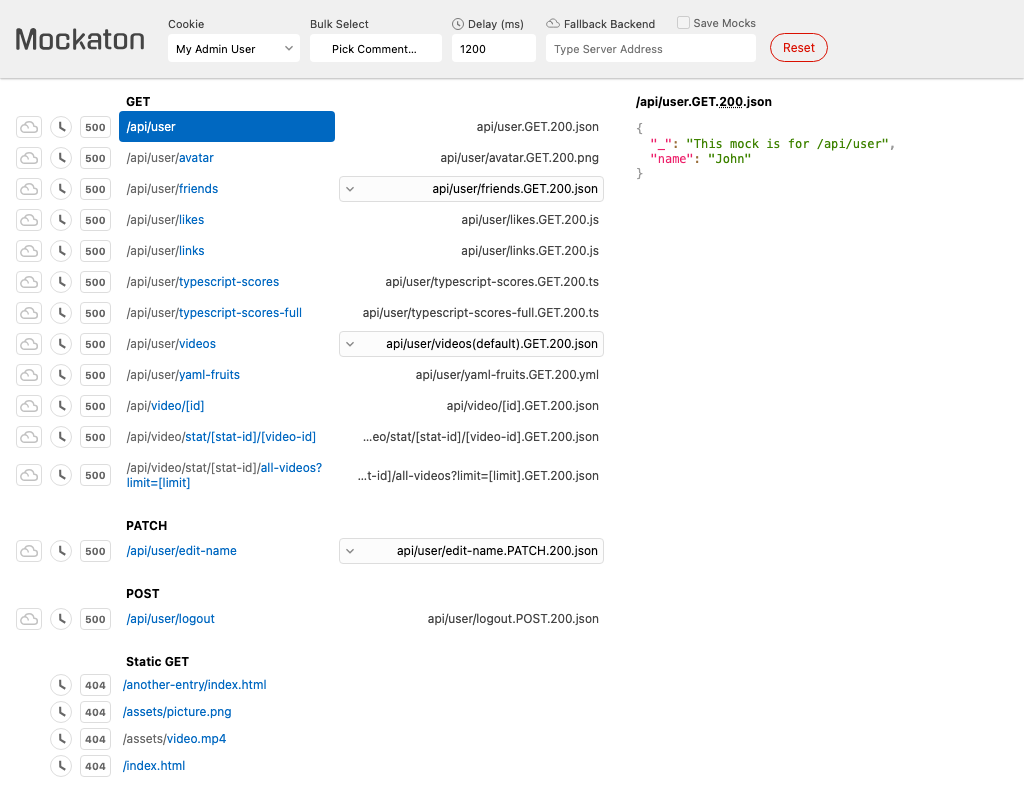 Mockaton
Cookie
My Admin User
Bulk Select
Pick Comment...
Delay (ms)
1200
Fallback Backend
Type Server Address
Save Mocks
Reset
GET
500 /api/user api/user.GET.200.json
500 /api/user/avatar api/user/avatar.GET.200.png
500 /api/user/friends api/user/friends.GET.200.json
500 /api/user/likes api/user/likes.GET.200.js
500 /api/user/links api/user/links.GET.200.js
500 /api/user/typescript-scores api/user/typescript-scores.GET.200.ts
500 /api/user/typescript-scores-full api/user/typescript-scores-full.GET.200.ts
500 /api/user/videos api/user/videos(default).GET.200.json
500 /api/user/yaml-fruits api/user/yaml-fruits.GET.200.yml
500 /api/video/[id] api/video/[id].GET.200.json
500 /api/video/stat/[stat-id]/[video-id] ...eo/stat/[stat-id]/[video-id].GET.200.json
500 /api/video/stat/[stat-id]/all-videos? ...t-id]/all-videos?limit=[limit].GET.200.json
limit=[limit]
PATCH
500 /api/user/edit-name api/user/edit-name.PATCH.200.json
POST
500 /api/user/logout api/user/logout.POST.200.json
Static GET
404 /another-entry/index.html
404 /assets/picture.png
404 /assets/video.mp4
404 /index.html
/api/user.GET.200.json
{
"_": "This mock is for /api/user",
"name": "John"
}